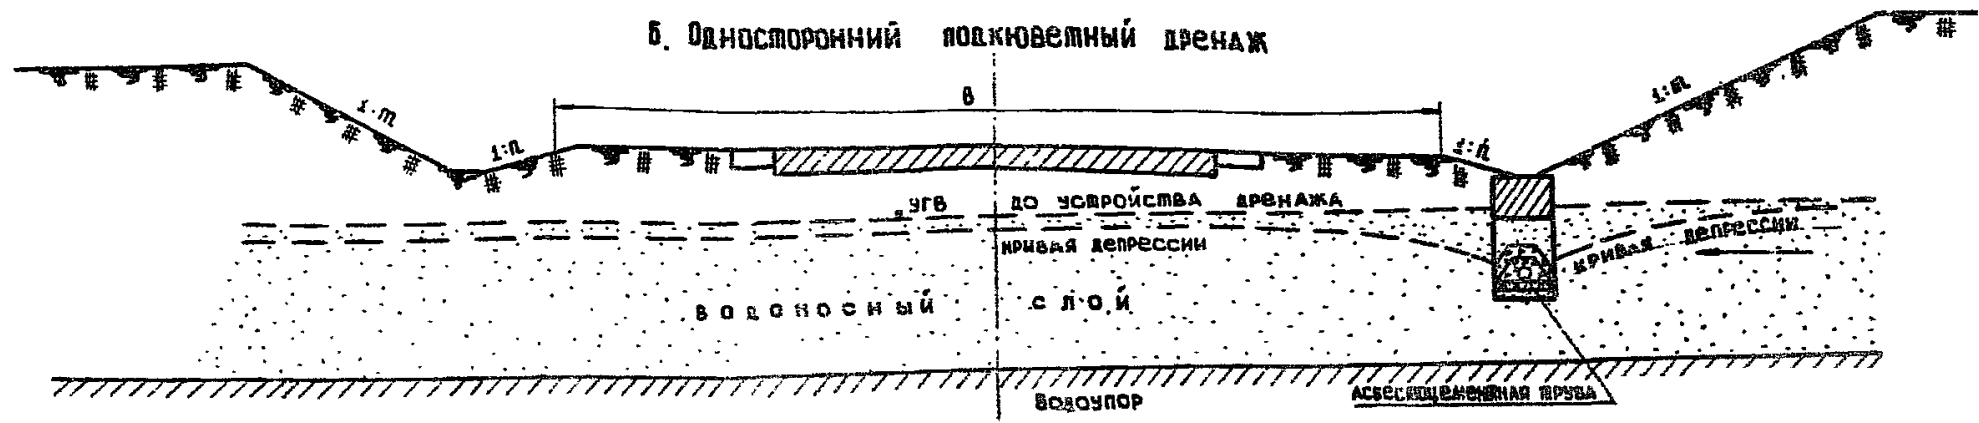 б. Односторонний подкюветный дренаж
В
1:m
1:m
1:n
1:n
УГВ до устройства дренажа
кривая депрессии
кривая депрессии
водоносный слой
Асбестоцементная труба
водоупор